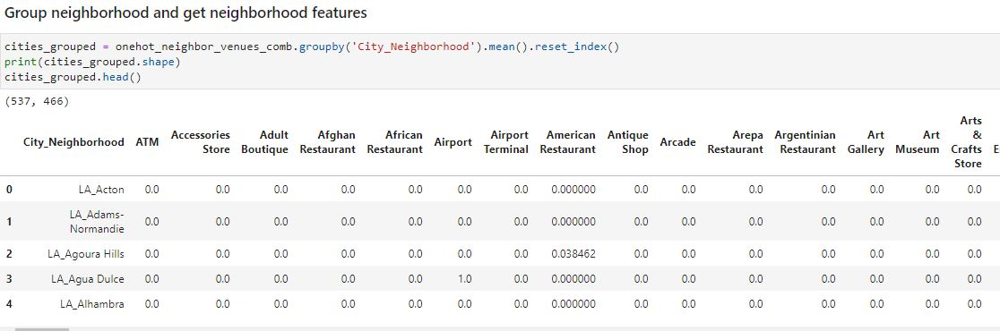 Group neighborhood and get neighborhood features
cities_grouped = onehot_neighbor_venues_comb.groupby('City_Neighborhood').mean().reset_index()
print(cities_grouped.shape)
cities_grouped.head()
(537, 466)
City_Neighborhood ATM Accessories Store Adult Boutique Afghan Restaurant African Restaurant Airport Airport Terminal American Restaurant Antique Shop Arcade Arepa Restaurant Argentinian Restaurant Art Gallery Art Museum Arts & Crafts Store E
0 LA_Acton 0.0 0.0 0.0 0.0 0.0 0.0 0.0 0.000000 0.0 0.0 0.0 0.0 0.0 0.0 0.0
1 LA_Adams-Normandie 0.0 0.0 0.0 0.0 0.0 0.0 0.0 0.000000 0.0 0.0 0.0 0.0 0.0 0.0 0.0
2 LA_Agoura Hills 0.0 0.0 0.0 0.0 0.0 0.0 0.0 0.038462 0.0 0.0 0.0 0.0 0.0 0.0 0.0
3 LA_Agua Dulce 0.0 0.0 0.0 0.0 0.0 1.0 0.0 0.000000 0.0 0.0 0.0 0.0 0.0 0.0 0.0
4 LA_Alhambra 0.0 0.0 0.0 0.0 0.0 0.0 0.0 0.000000 0.0 0.0 0.0 0.0 0.0 0.0 0.0